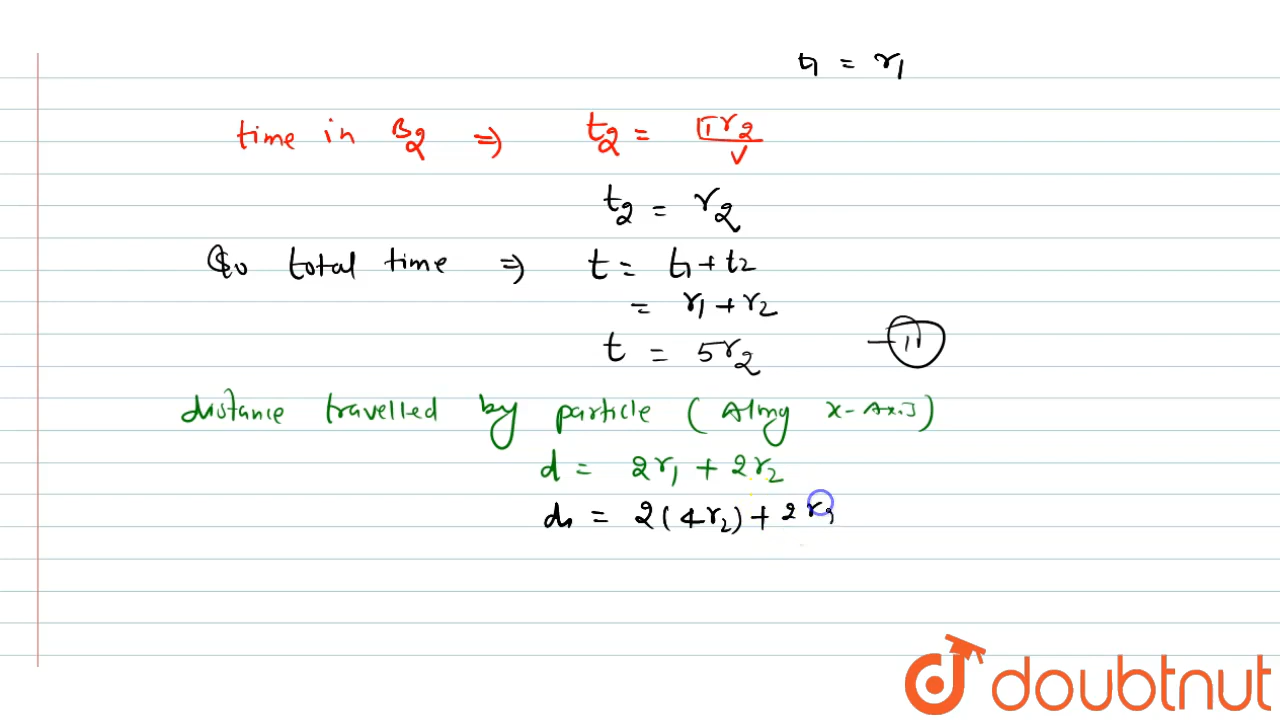 t1 = r1
time in B2 ⇒ t2 = πr2/v
t2 = r2
So total time ⇒ t = t1 + t2
= r1 + r2
t = 5r2 —II
distance travelled by particle ( Along x-Axis)
d = 2r1 + 2r2
d = 2(4r2) + 2r2
doubtnut